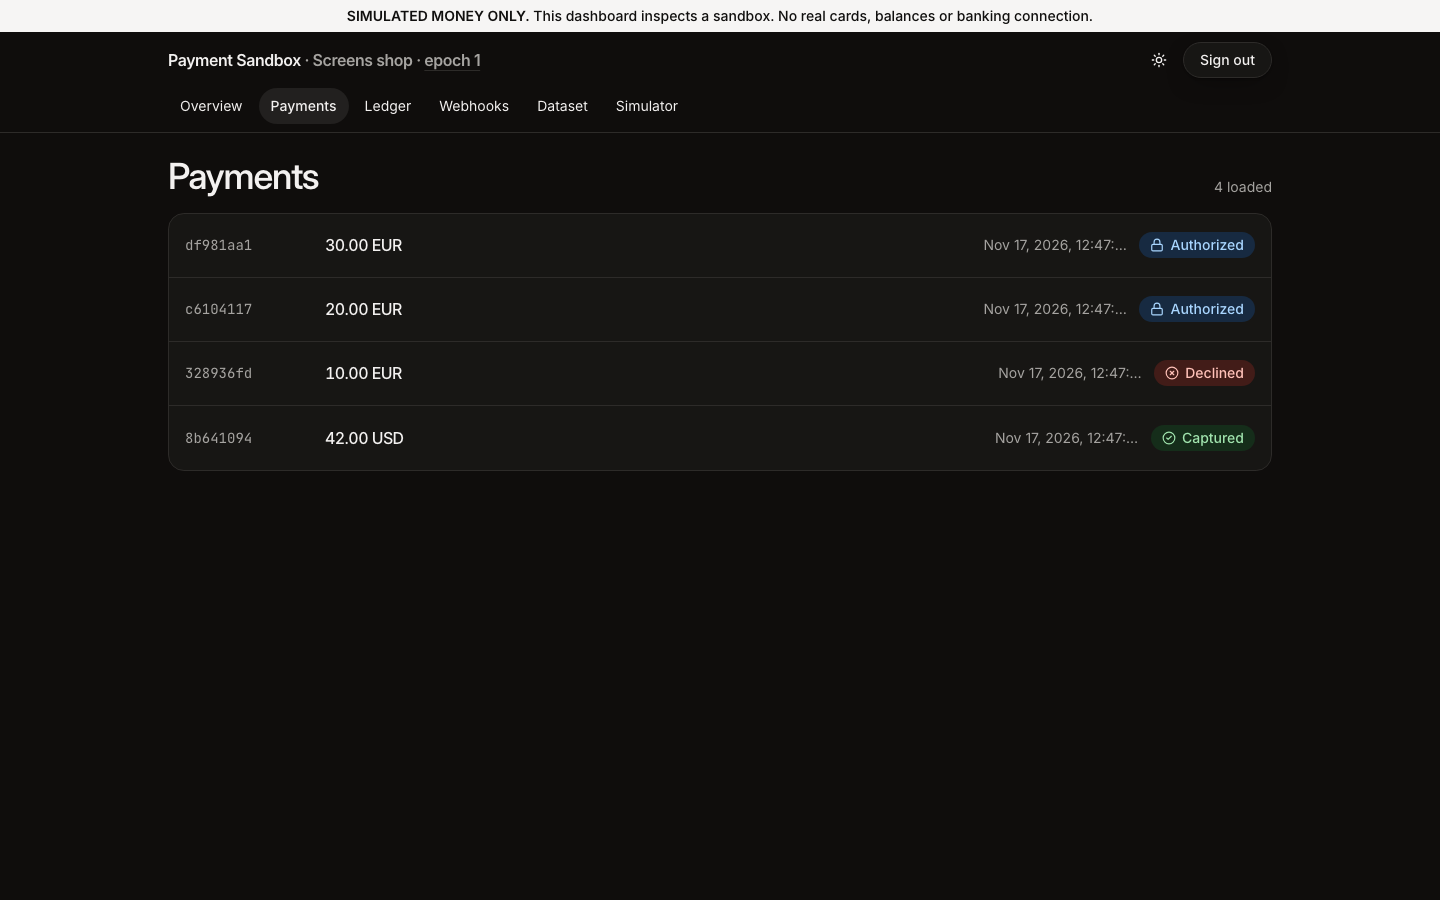 SIMULATED MONEY ONLY. This dashboard inspects a sandbox. No real cards, balances or banking connection.
Payment Sandbox · Screens shop · epoch 1
Sign out
Overview Payments Ledger Webhooks Dataset Simulator
Payments
4 loaded
df981aa1 30.00 EUR Nov 17, 2026, 12:47:... Authorized
c6104117 20.00 EUR Nov 17, 2026, 12:47:... Authorized
328936fd 10.00 EUR Nov 17, 2026, 12:47:... Declined
8b641094 42.00 USD Nov 17, 2026, 12:47:... Captured